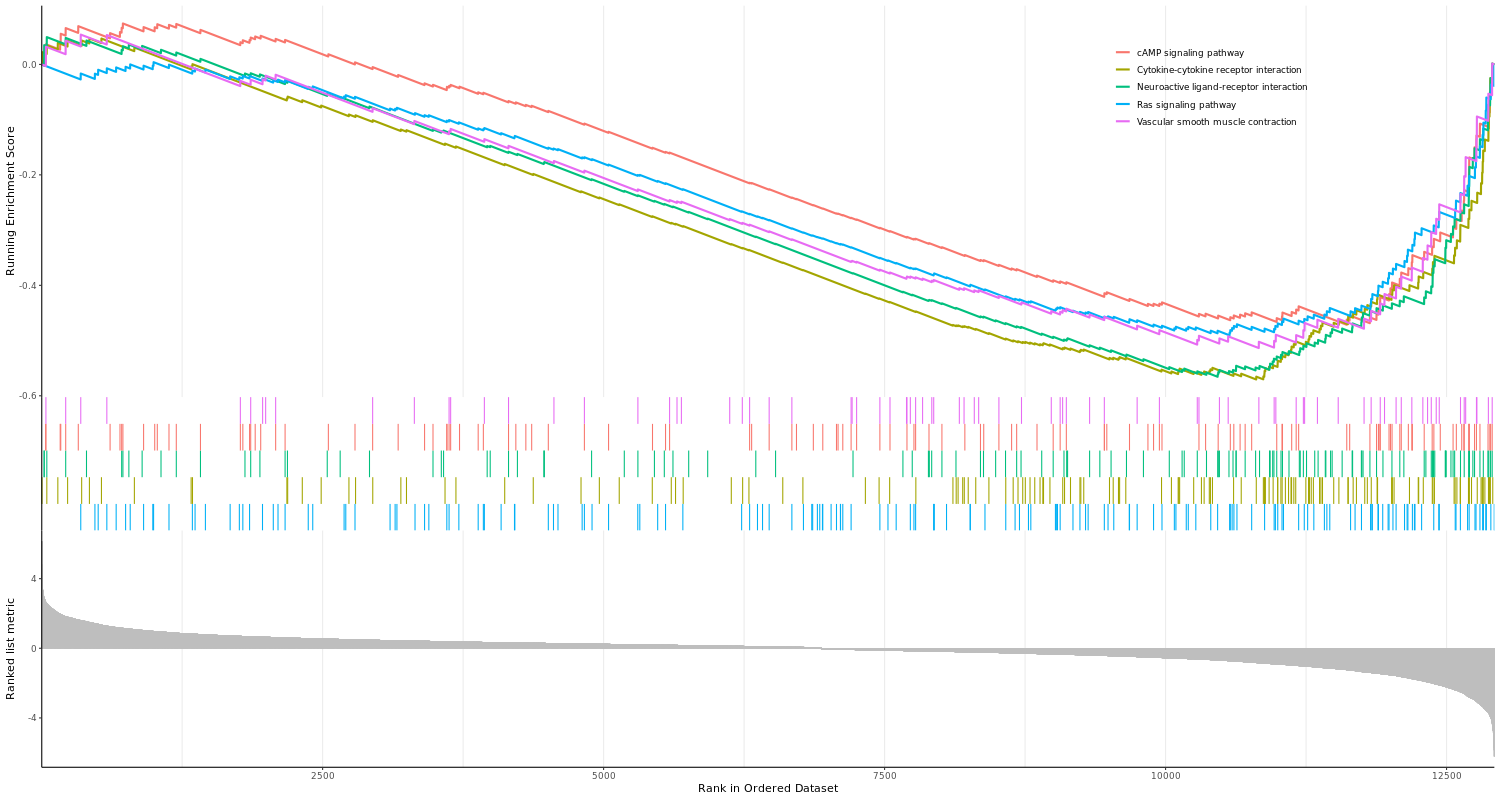 cAMP signaling pathway
Cytokine-cytokine receptor interaction
Neuroactive ligand-receptor interaction
Ras signaling pathway
Vascular smooth muscle contraction
Running Enrichment Score
0.0
-0.2
-0.4
-0.6
Ranked list metric
4
0
-4
2500 5000 7500 10000 12500
Rank in Ordered Dataset